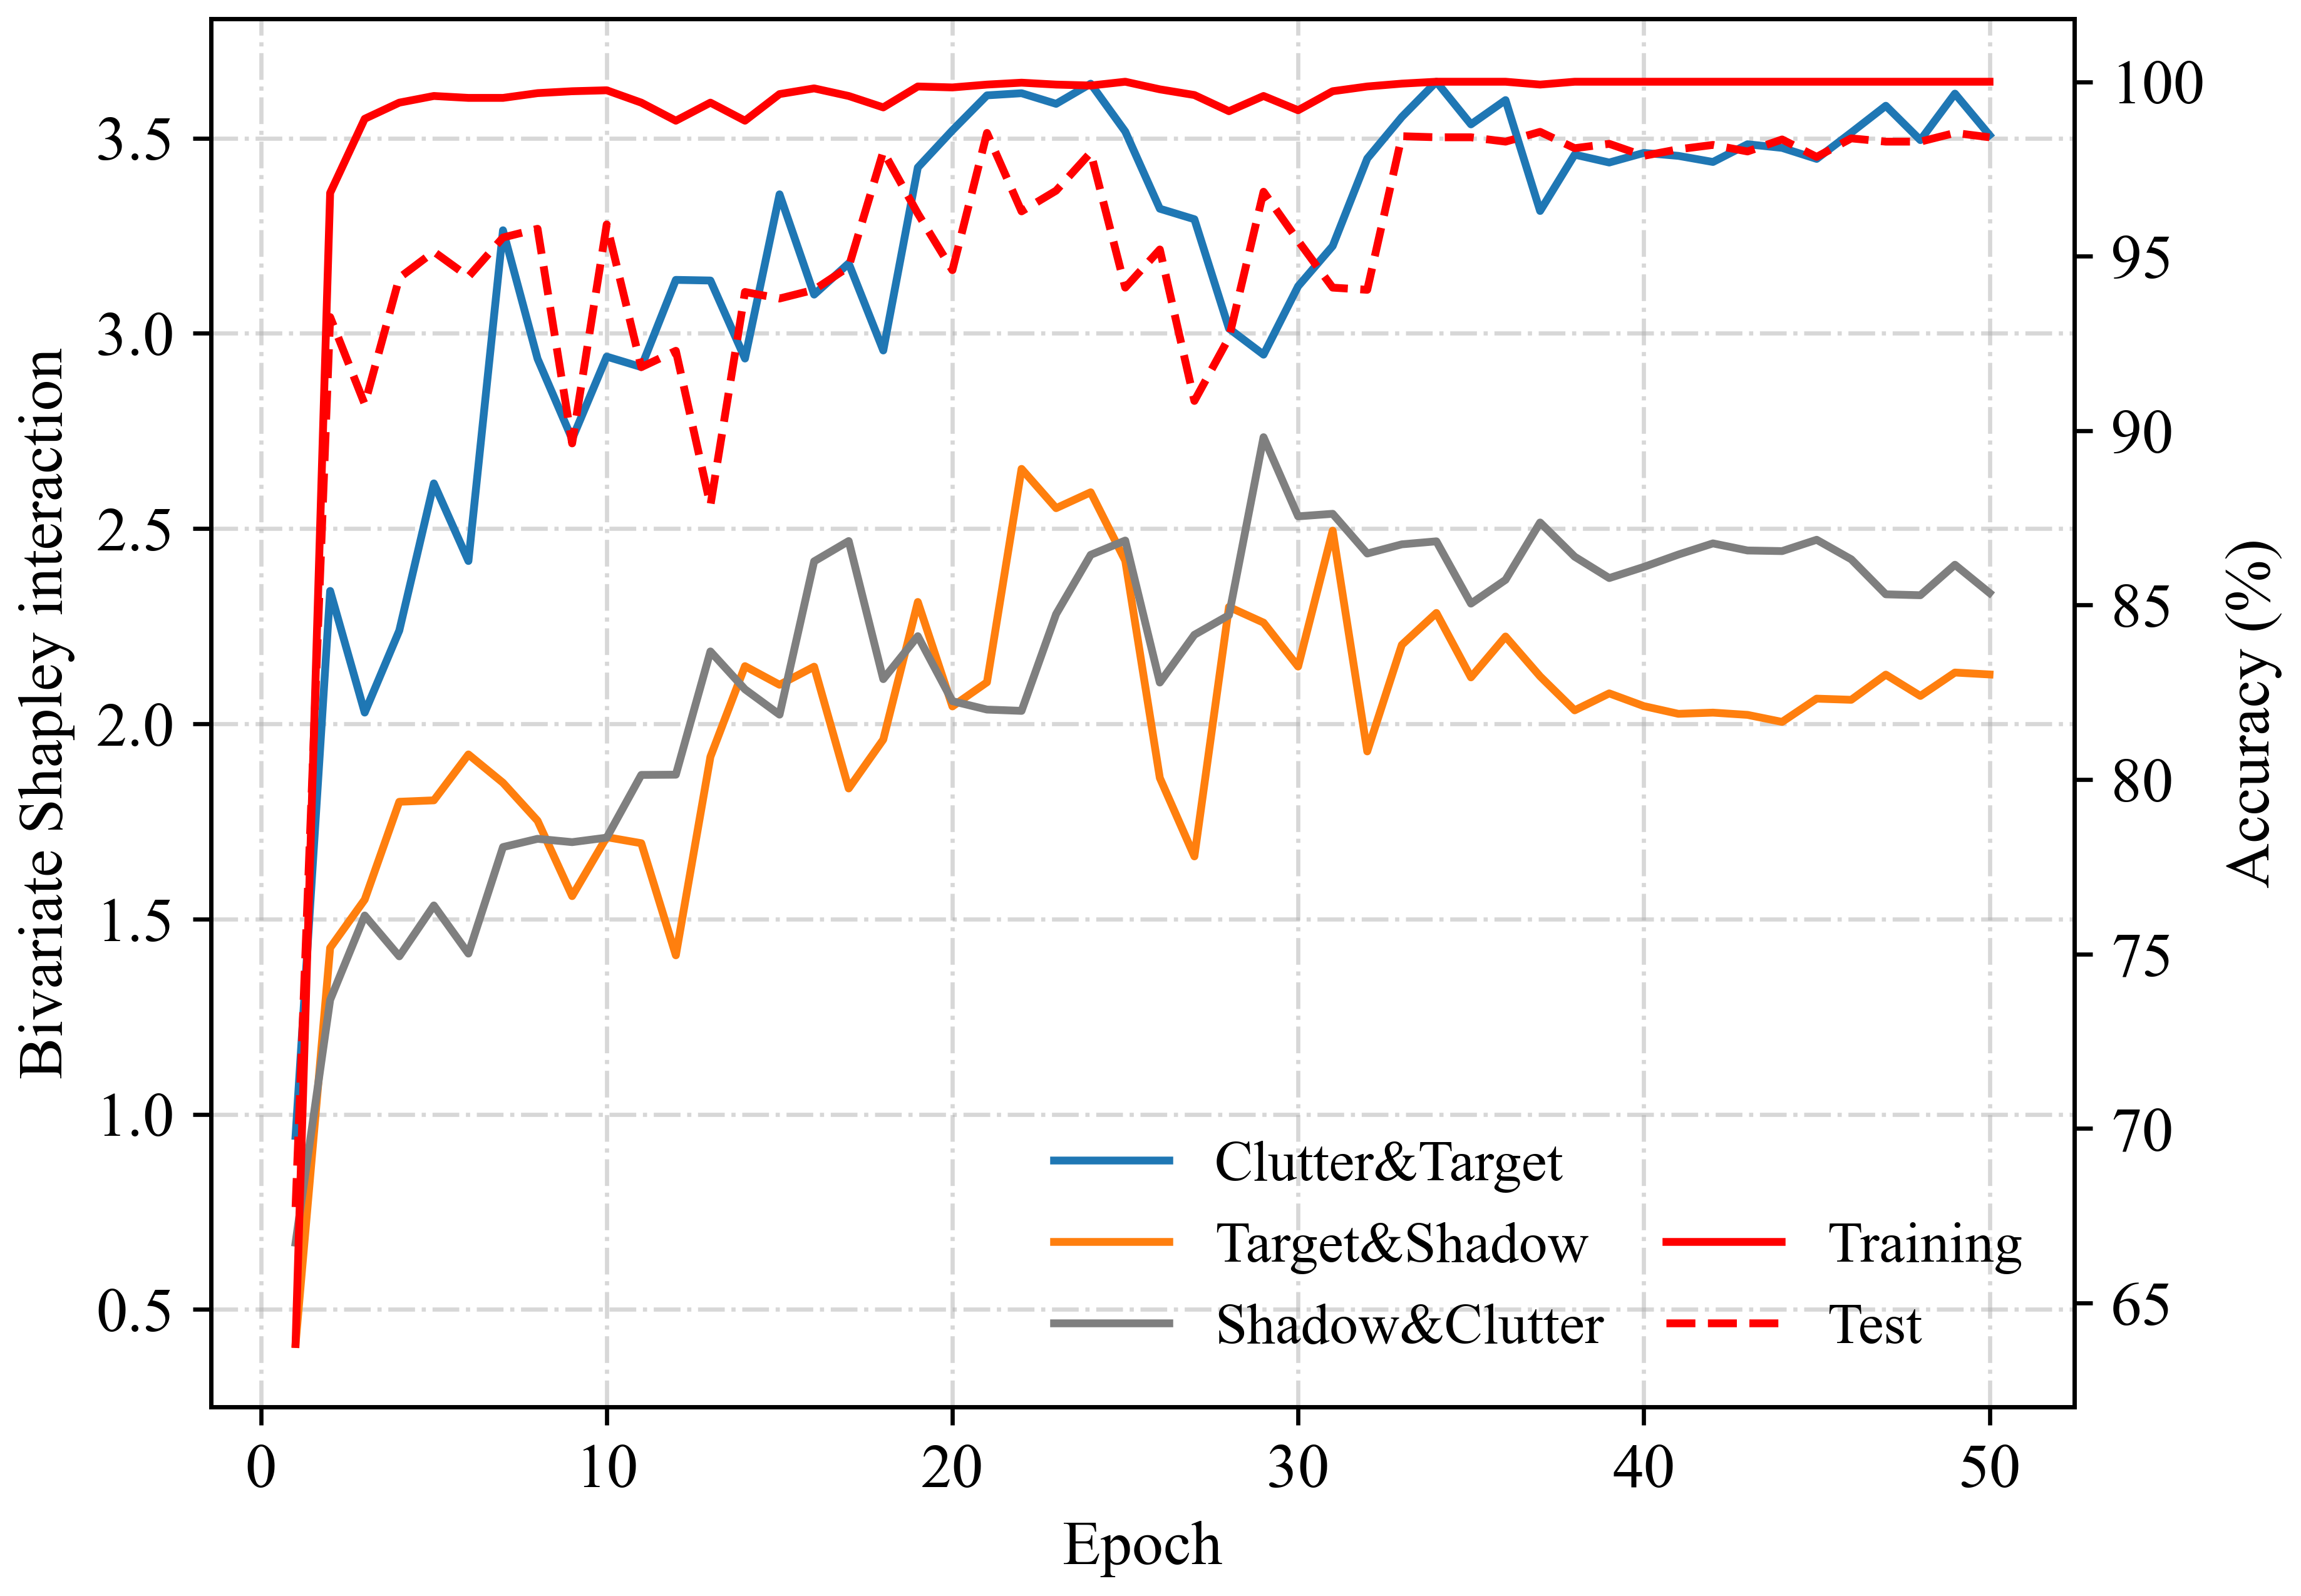 Bivariate Shapley interaction
3.5
3.0
2.5
2.0
1.5
1.0
0.5
100
95
90
85
80
75
70
65
Accuracy (%)
Clutter&Target
Target&Shadow
Shadow&Clutter
Training
Test
0 10 20 30 40 50
Epoch